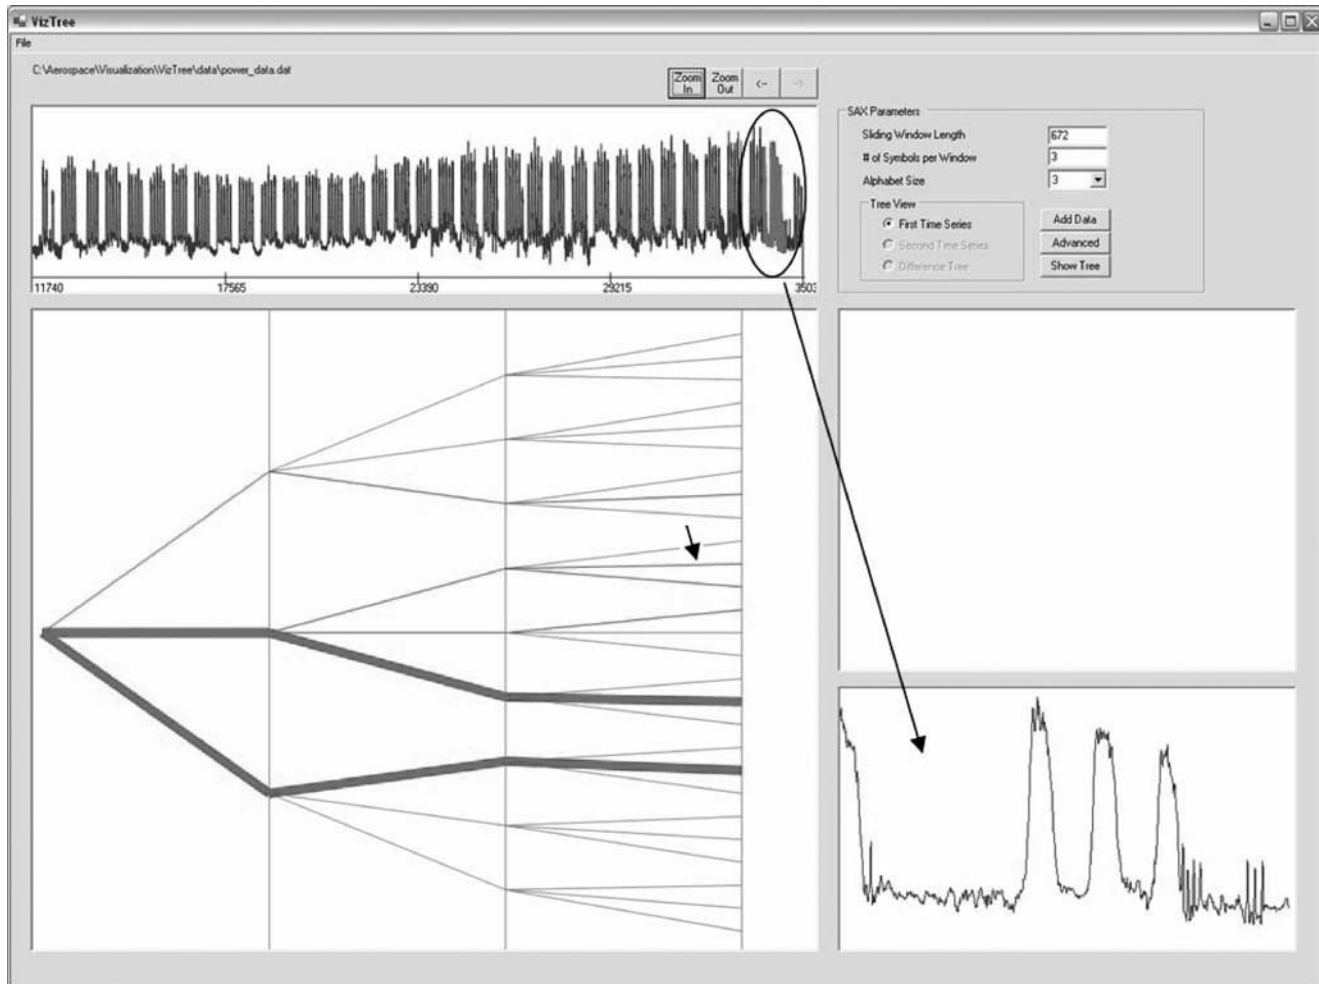 VizTree
File
C:\Aerospace\Visualization\VizTree\data\power_data.dat
Zoom In
Zoom Out
<-
->
11740
17565
23390
29215
3503
SAX Parameters
Sliding Window Length
672
# of Symbols per Window
3
Alphabet Size
3
Tree View
First Time Series
Second Time Series
Difference Tree
Add Data
Advanced
Show Tree